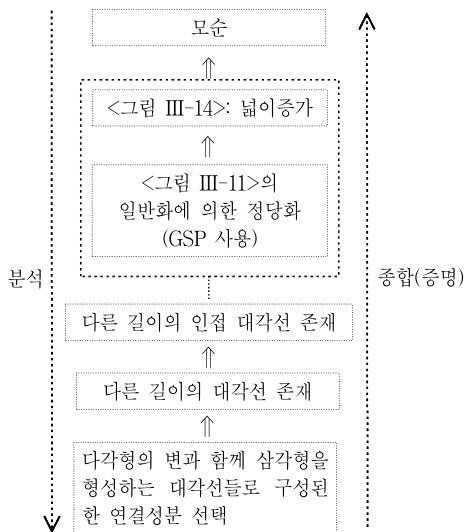 모순
<그림 Ⅲ-14>: 넓이증가
<그림 Ⅲ-11>의
일반화에 의한 정당화
(GSP 사용)
분석
종합(증명)
다른 길이의 인접 대각선 존재
다른 길이의 대각선 존재
다각형의 변과 함께 삼각형을
형성하는 대각선들로 구성된
한 연결성분 선택